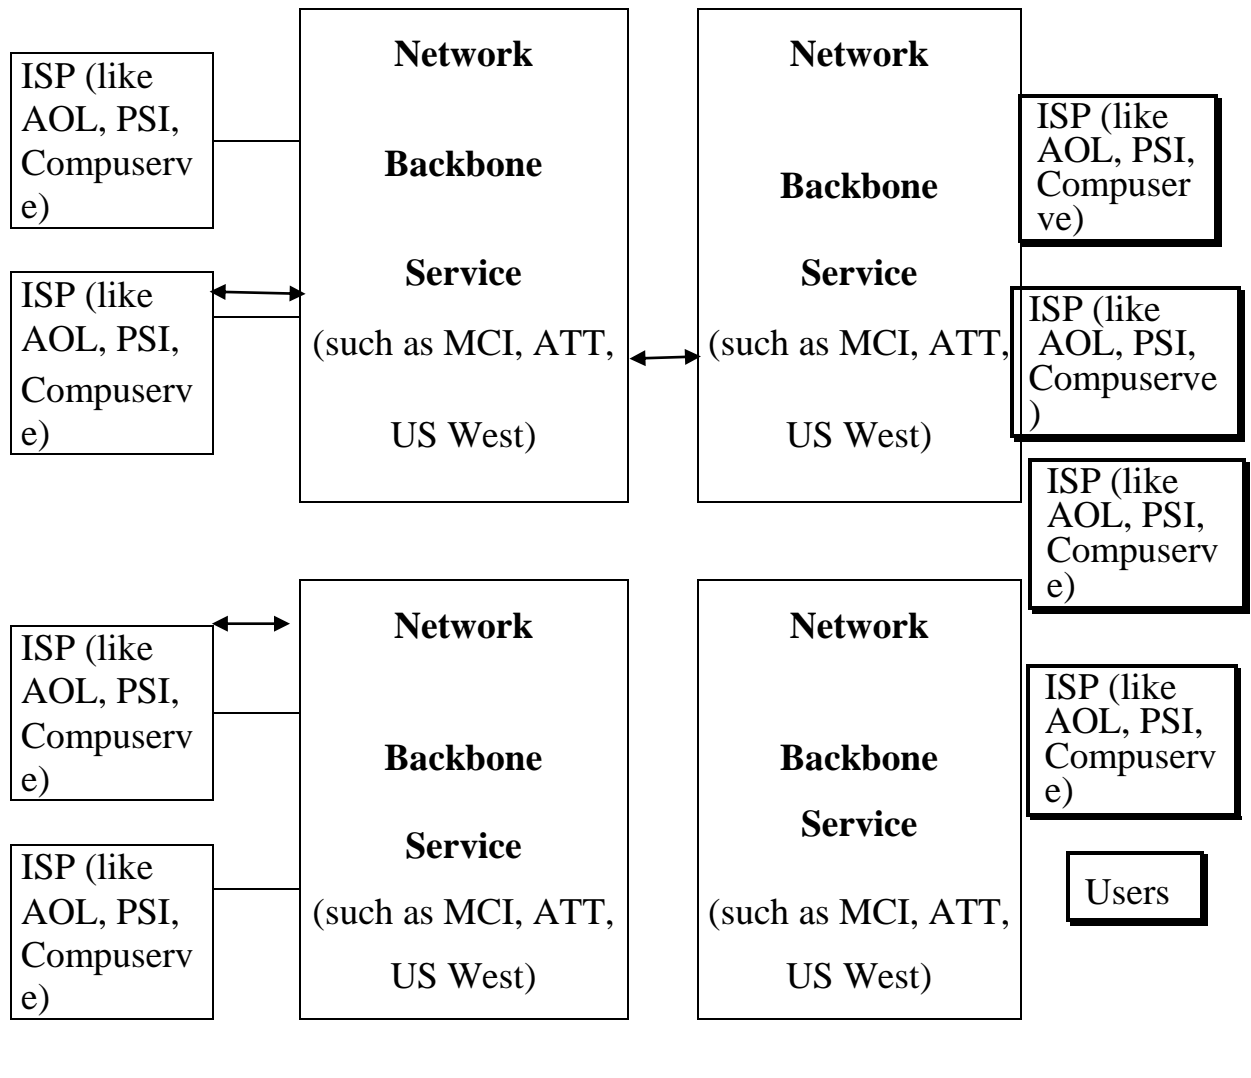 ISP (like
AOL, PSI,
Compuserv
e)
ISP (like
AOL, PSI,
Compuserv
e)
Network
Backbone
Service
(such as MCI, ATT,
US West)
Network
Backbone
Service
(such as MCI, ATT,
US West)
ISP (like
AOL, PSI,
Compuser
ve)
ISP (like
AOL, PSI,
Compuserve
)
ISP (like
AOL, PSI,
Compuserv
e)
ISP (like
AOL, PSI,
Compuserv
e)
ISP (like
AOL, PSI,
Compuserv
e)
Network
Backbone
Service
(such as MCI, ATT,
US West)
Network
Backbone
Service
(such as MCI, ATT,
US West)
ISP (like
AOL, PSI,
Compuserv
e)
Users